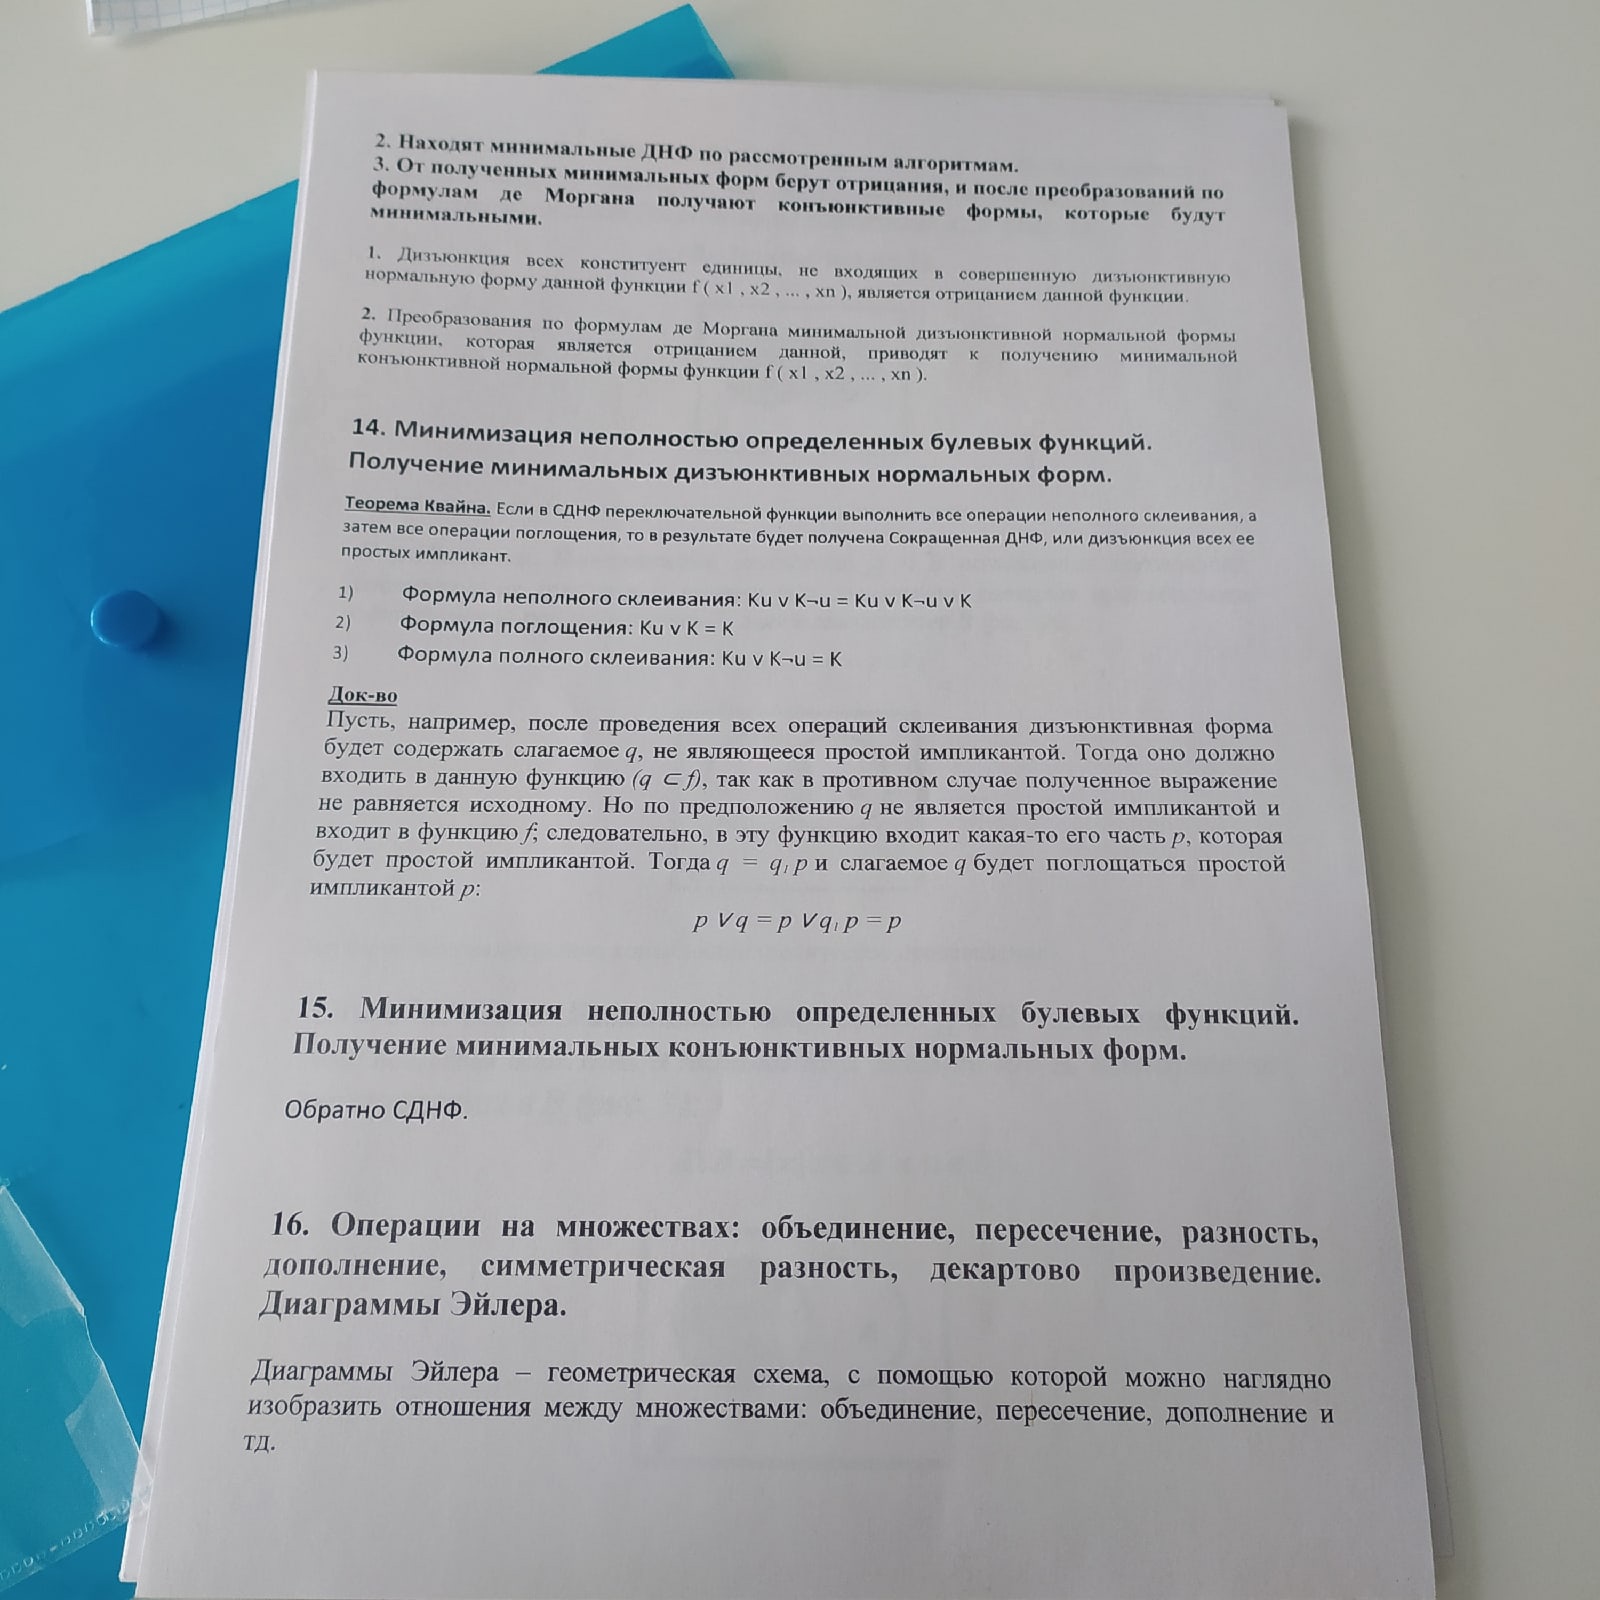 2. Находят минимальные ДНФ по рассмотренным алгоритмам.
3. От полученных минимальных форм берут отрицания, и после преобразований по
формулам де Моргана получают конъюнктивные формы, которые будут
минимальными.
1. Дизъюнкция всех конституент единицы, не входящих в совершенную дизъюнктивную
нормальную форму данной функции f ( x1 , x2 , ... , xn ), является отрицанием данной функции.
2. Преобразования по формулам де Моргана минимальной дизъюнктивной нормальной формы
функции, которая является отрицанием данной, приводят к получению минимальной
конъюнктивной нормальной формы функции f ( x1 , x2 , ... , xn ).
14. Минимизация неполностью определенных булевых функций.
Получение минимальных дизъюнктивных нормальных форм.
Теорема Квайна. Если в СДНФ переключательной функции выполнить все операции неполного склеивания, а
затем все операции поглощения, то в результате будет получена Сокращенная ДНФ, или дизъюнкция всех ее
простых импликант.
1) Формула неполного склеивания: Ku v K¬u = Ku v K¬u v K
2) Формула поглощения: Ku v K = K
3) Формула полного склеивания: Ku v K¬u = K
Док-во
Пусть, например, после проведения всех операций склеивания дизъюнктивная форма
будет содержать слагаемое q, не являющееся простой импликантой. Тогда оно должно
входить в данную функцию (q ⊂ f), так как в противном случае полученное выражение
не равняется исходному. Но по предположению q не является простой импликантой и
входит в функцию f; следовательно, в эту функцию входит какая-то его часть p, которая
будет простой импликантой. Тогда q = q₁ p и слагаемое q будет поглощаться простой
импликантой p:
p ∨ q = p ∨ q₁ p = p
15. Минимизация неполностью определенных булевых функций.
Получение минимальных конъюнктивных нормальных форм.
Обратно СДНФ.
16. Операции на множествах: объединение, пересечение, разность,
дополнение, симметрическая разность, декартово произведение.
Диаграммы Эйлера.
Диаграммы Эйлера – геометрическая схема, с помощью которой можно наглядно
изобразить отношения между множествами: объединение, пересечение, дополнение и
тд.